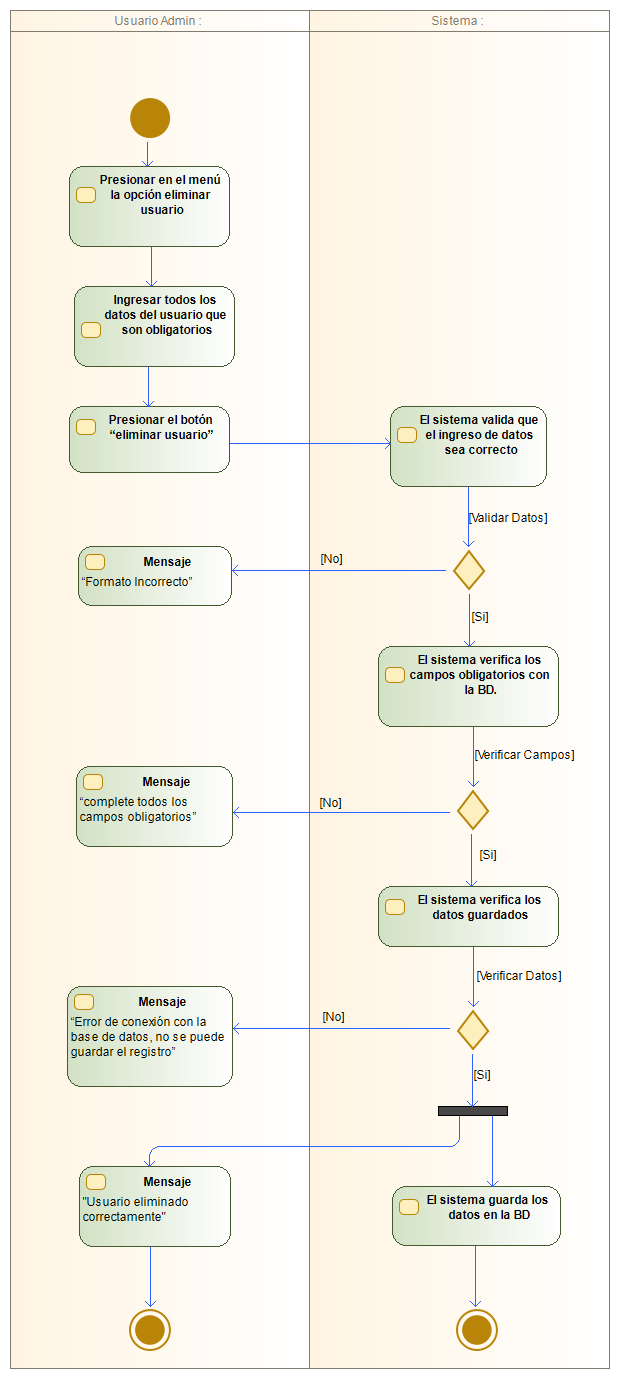 Usuario Admin :
Sistema :
Presionar en el menú
la opción eliminar
usuario
Ingresar todos los
datos del usuario que
son obligatorios
Presionar el botón
“eliminar usuario”
El sistema valida que
el ingreso de datos
sea correcto
[Validar Datos]
[No]
Mensaje
“Formato Incorrecto”
[Si]
El sistema verifica los
campos obligatorios con
la BD.
[Verificar Campos]
[No]
Mensaje
“complete todos los
campos obligatorios”
[Si]
El sistema verifica los
datos guardados
[Verificar Datos]
[No]
Mensaje
“Error de conexión con la
base de datos, no se puede
guardar el registro”
[Si]
Mensaje
"Usuario eliminado
correctamente"
El sistema guarda los
datos en la BD